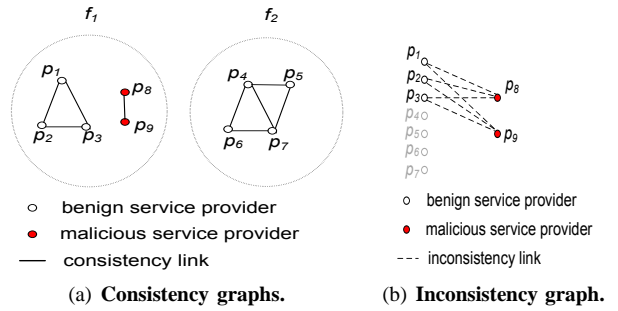 f1 f2
p1 p8 p4 p5
p2 p3 p9 p6 p7
benign service provider
malicious service provider
consistency link
(a) Consistency graphs.
p1
p2 p8
p3
p4
p5 p9
p6
p7
benign service provider
malicious service provider
inconsistency link
(b) Inconsistency graph.